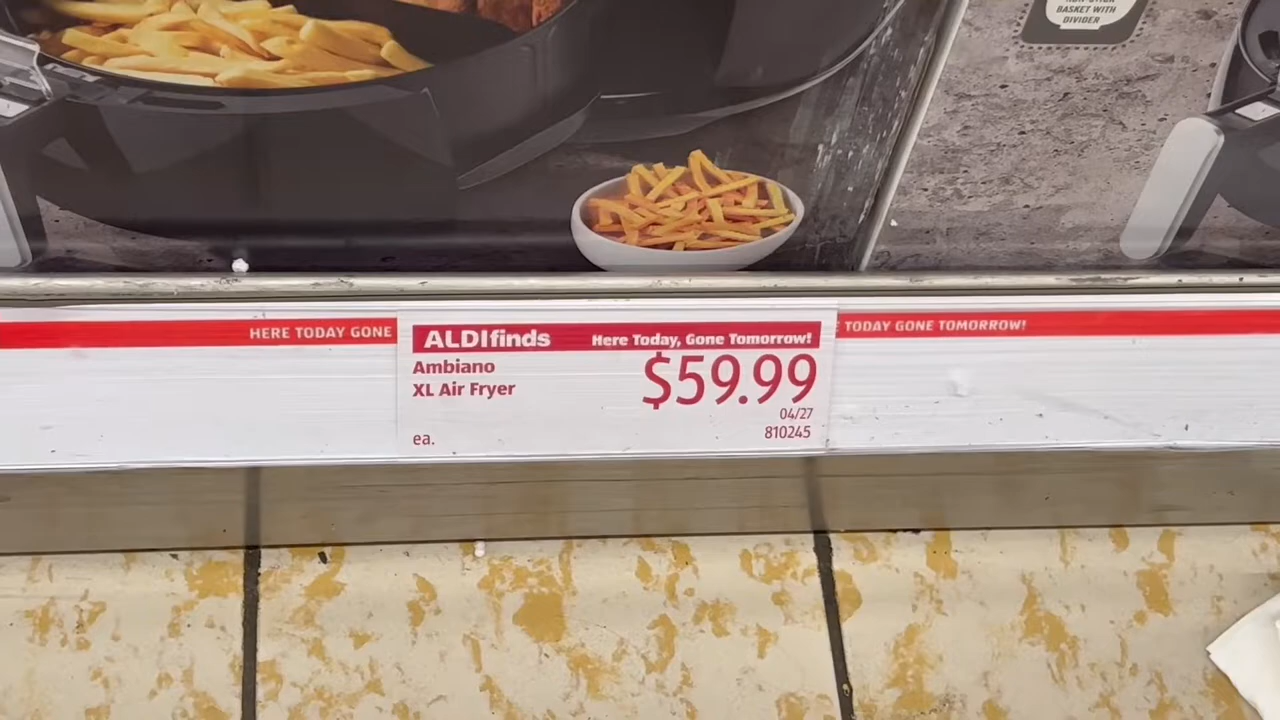 BASKET WITH
DIVIDER
HERE TODAY GONE
ALDIfinds Here Today, Gone Tomorrow!
TODAY GONE TOMORROW!
Ambiano
XL Air Fryer
$59.99
04/27
ea.
810245